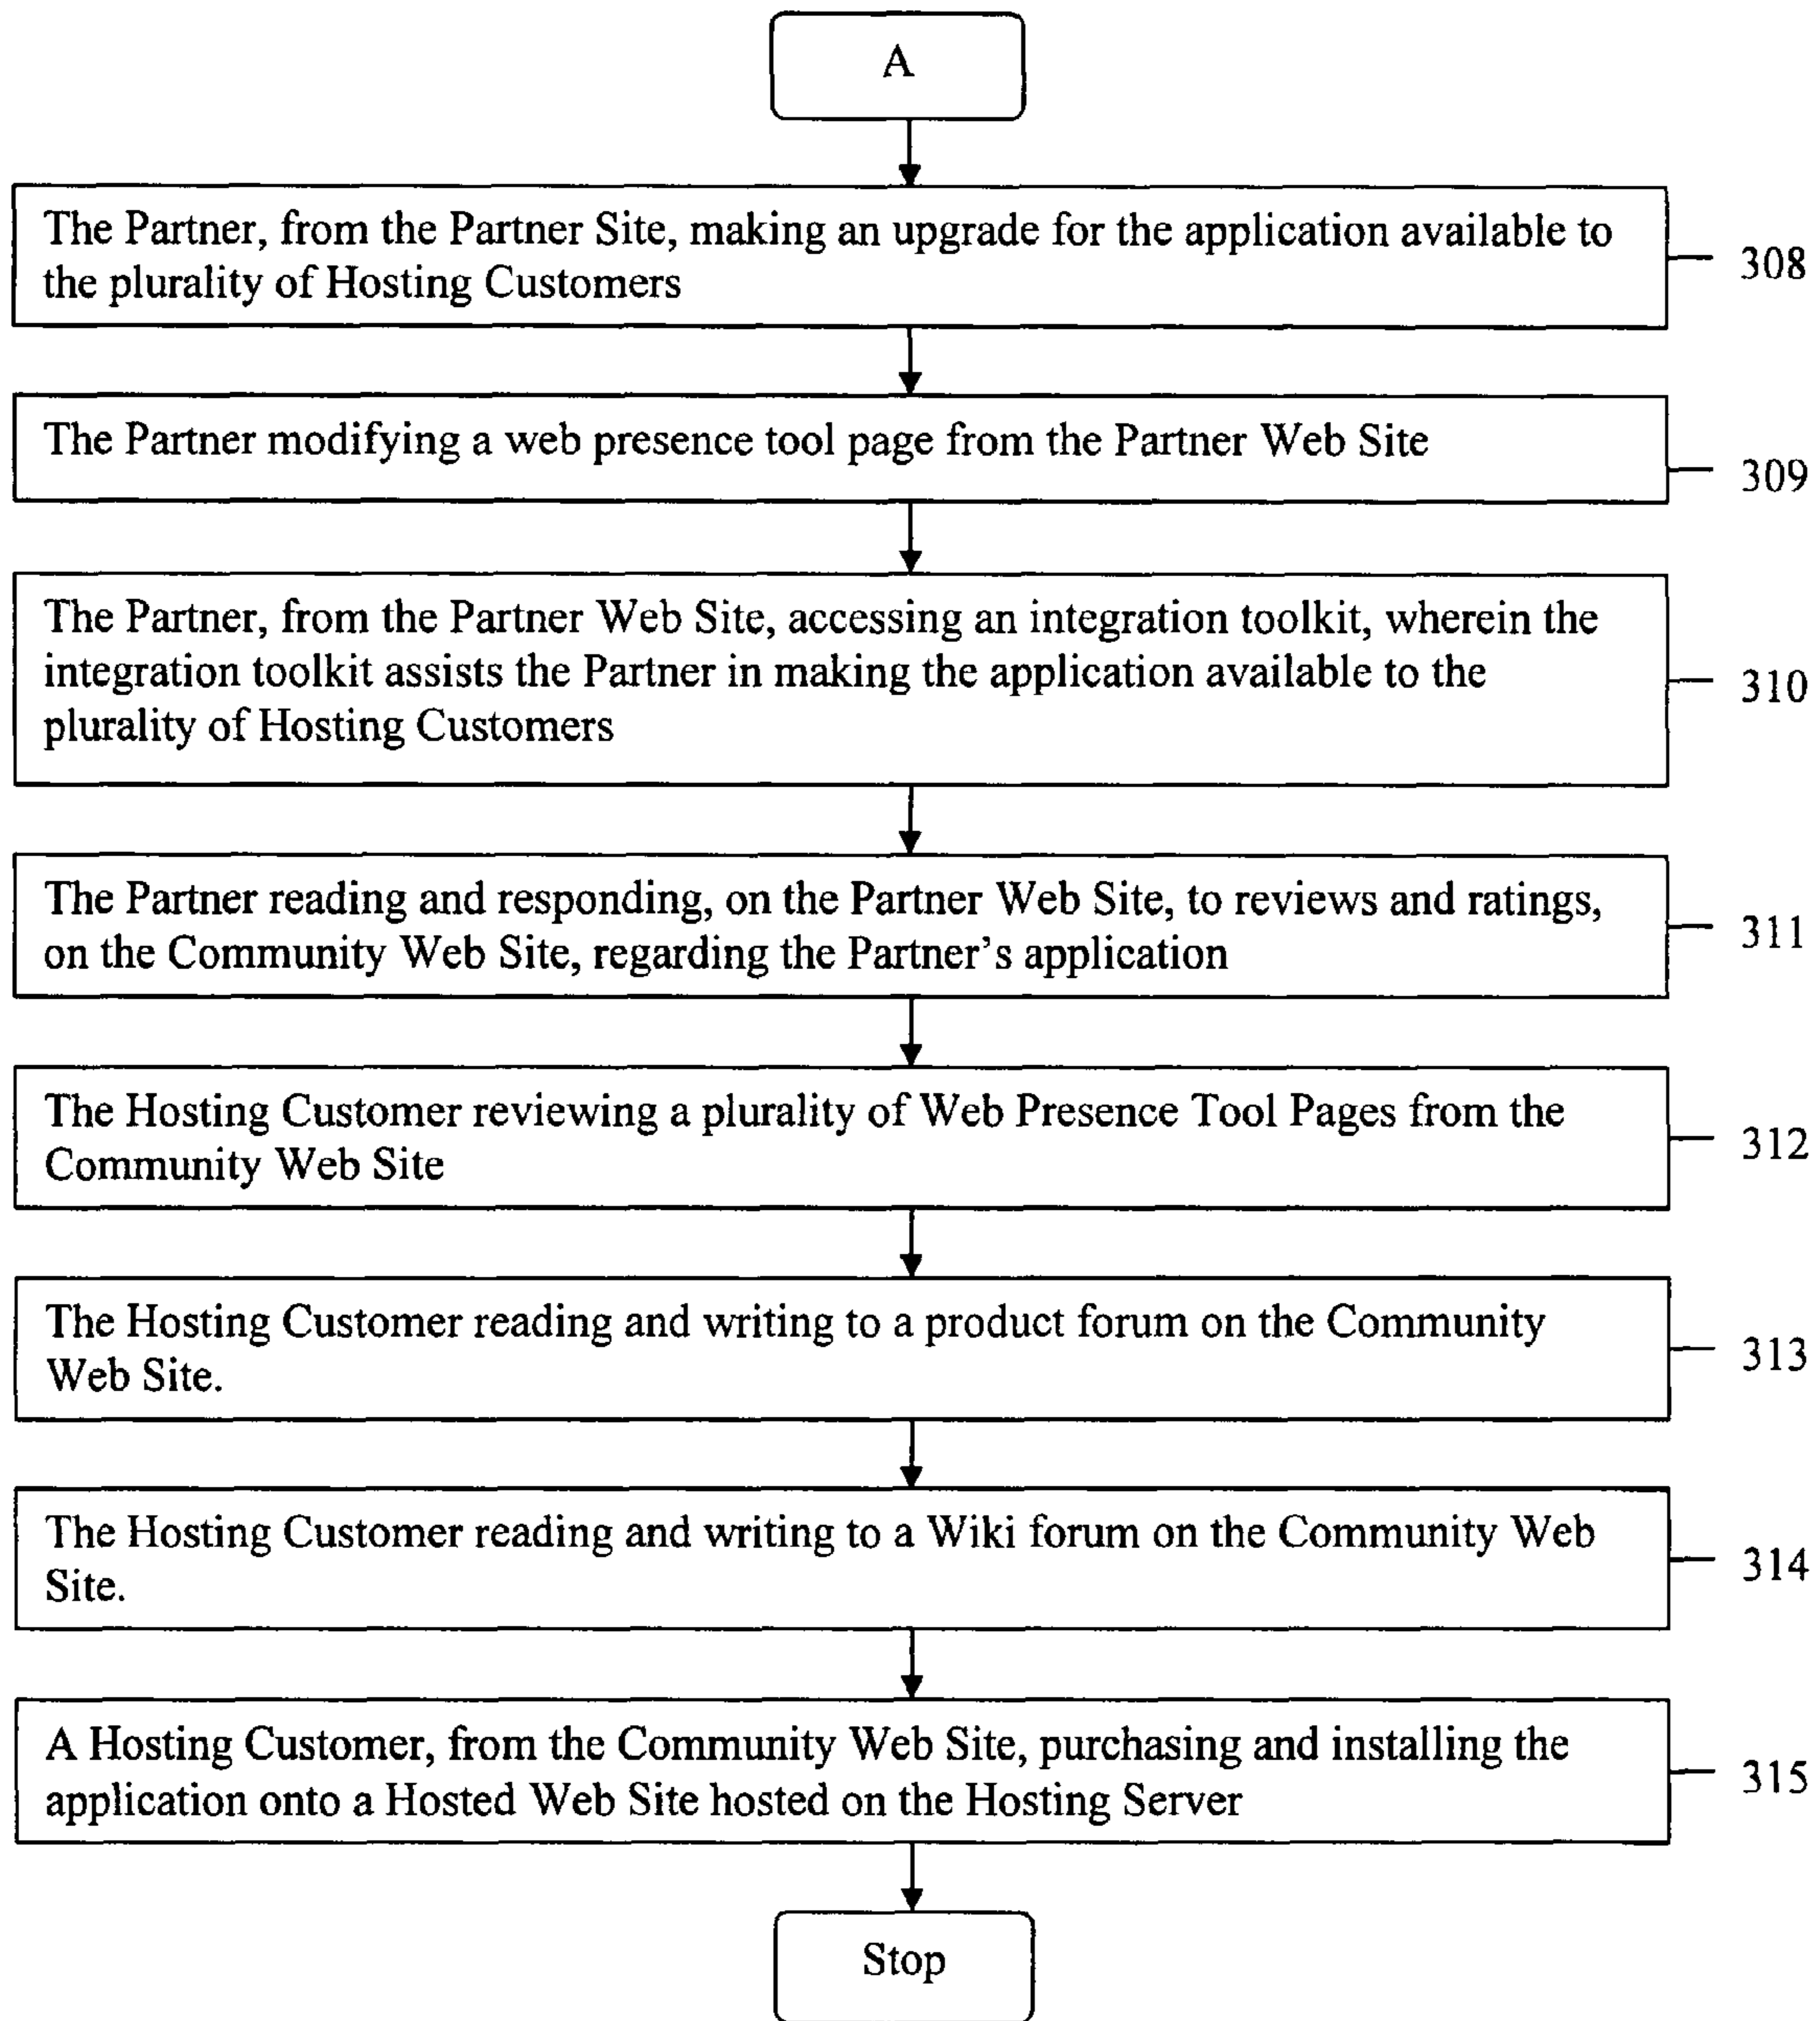 A
The Partner, from the Partner Site, making an upgrade for the application available to
the plurality of Hosting Customers
308
The Partner modifying a web presence tool page from the Partner Web Site
309
The Partner, from the Partner Web Site, accessing an integration toolkit, wherein the
integration toolkit assists the Partner in making the application available to the
plurality of Hosting Customers
310
The Partner reading and responding, on the Partner Web Site, to reviews and ratings,
on the Community Web Site, regarding the Partner's application
311
The Hosting Customer reviewing a plurality of Web Presence Tool Pages from the
Community Web Site
312
The Hosting Customer reading and writing to a product forum on the Community
Web Site.
313
The Hosting Customer reading and writing to a Wiki forum on the Community Web
Site.
314
A Hosting Customer, from the Community Web Site, purchasing and installing the
application onto a Hosted Web Site hosted on the Hosting Server
315
Stop